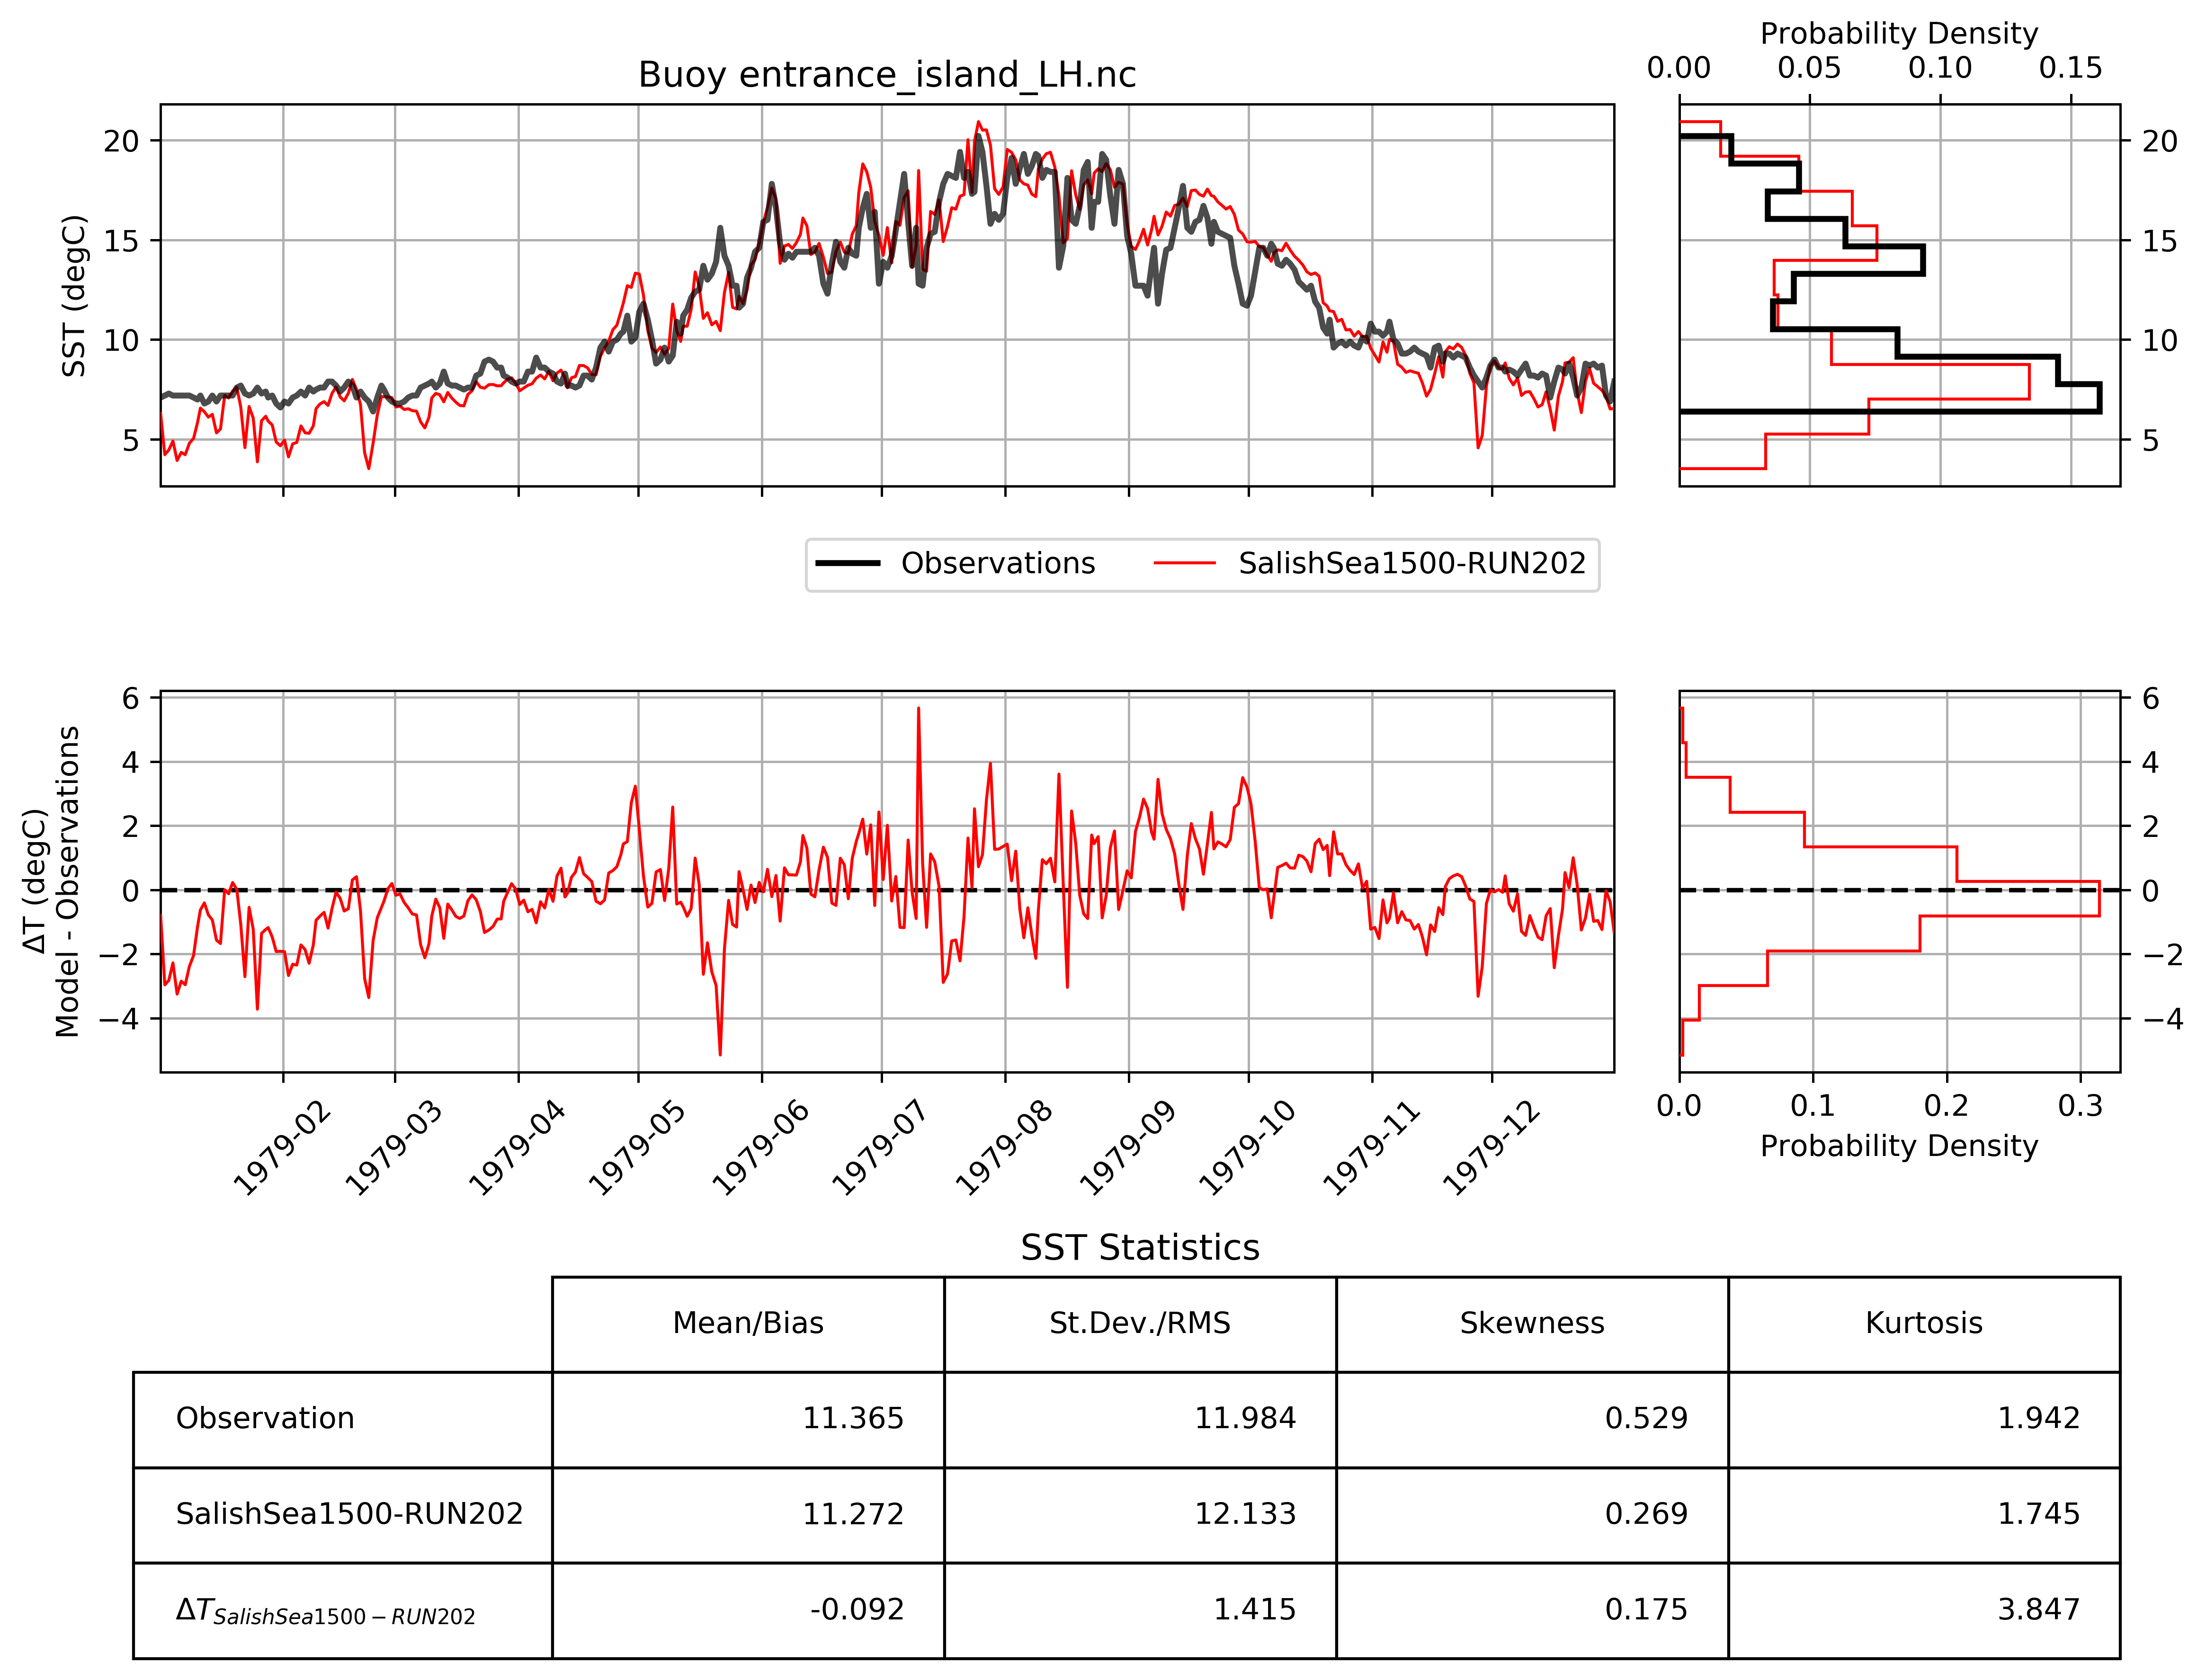 Probability Density
0.00 0.05 0.10 0.15
Buoy entrance_island_LH.nc
SST (degC)
20
15
10
5
20
15
10
5
Observations SalishSea1500-RUN202
ΔT (degC)
Model - Observations
6
4
2
0
−2
−4
6
4
2
0
−2
−4
1979-02 1979-03 1979-04 1979-05 1979-06 1979-07 1979-08 1979-09 1979-10 1979-11 1979-12
0.0 0.1 0.2 0.3
Probability Density
SST Statistics
Mean/Bias St.Dev./RMS Skewness Kurtosis
Observation 11.365 11.984 0.529 1.942
SalishSea1500-RUN202 11.272 12.133 0.269 1.745
ΔT SalishSea1500−RUN202 -0.092 1.415 0.175 3.847